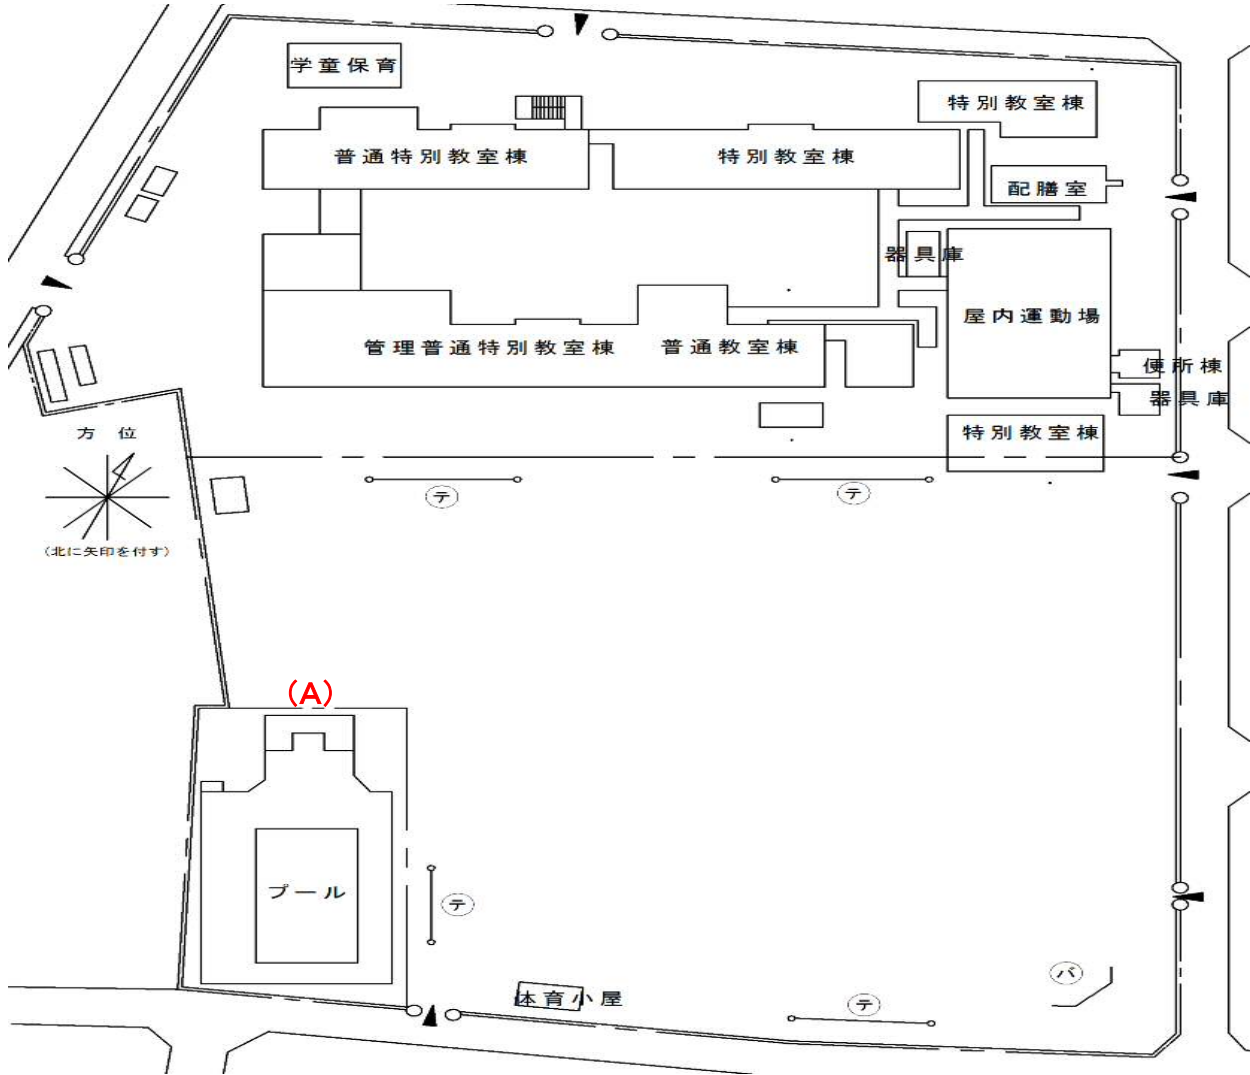 学童保育
特別教室棟
普通特別教室棟
特別教室棟
配膳室
器具庫
屋内運動場
管理普通特別教室棟
普通教室棟
便所棟
器具庫
特別教室棟
方位
(北に矢印を付す)
テ
テ
(A)
プール
テ
体育小屋
テ
バ